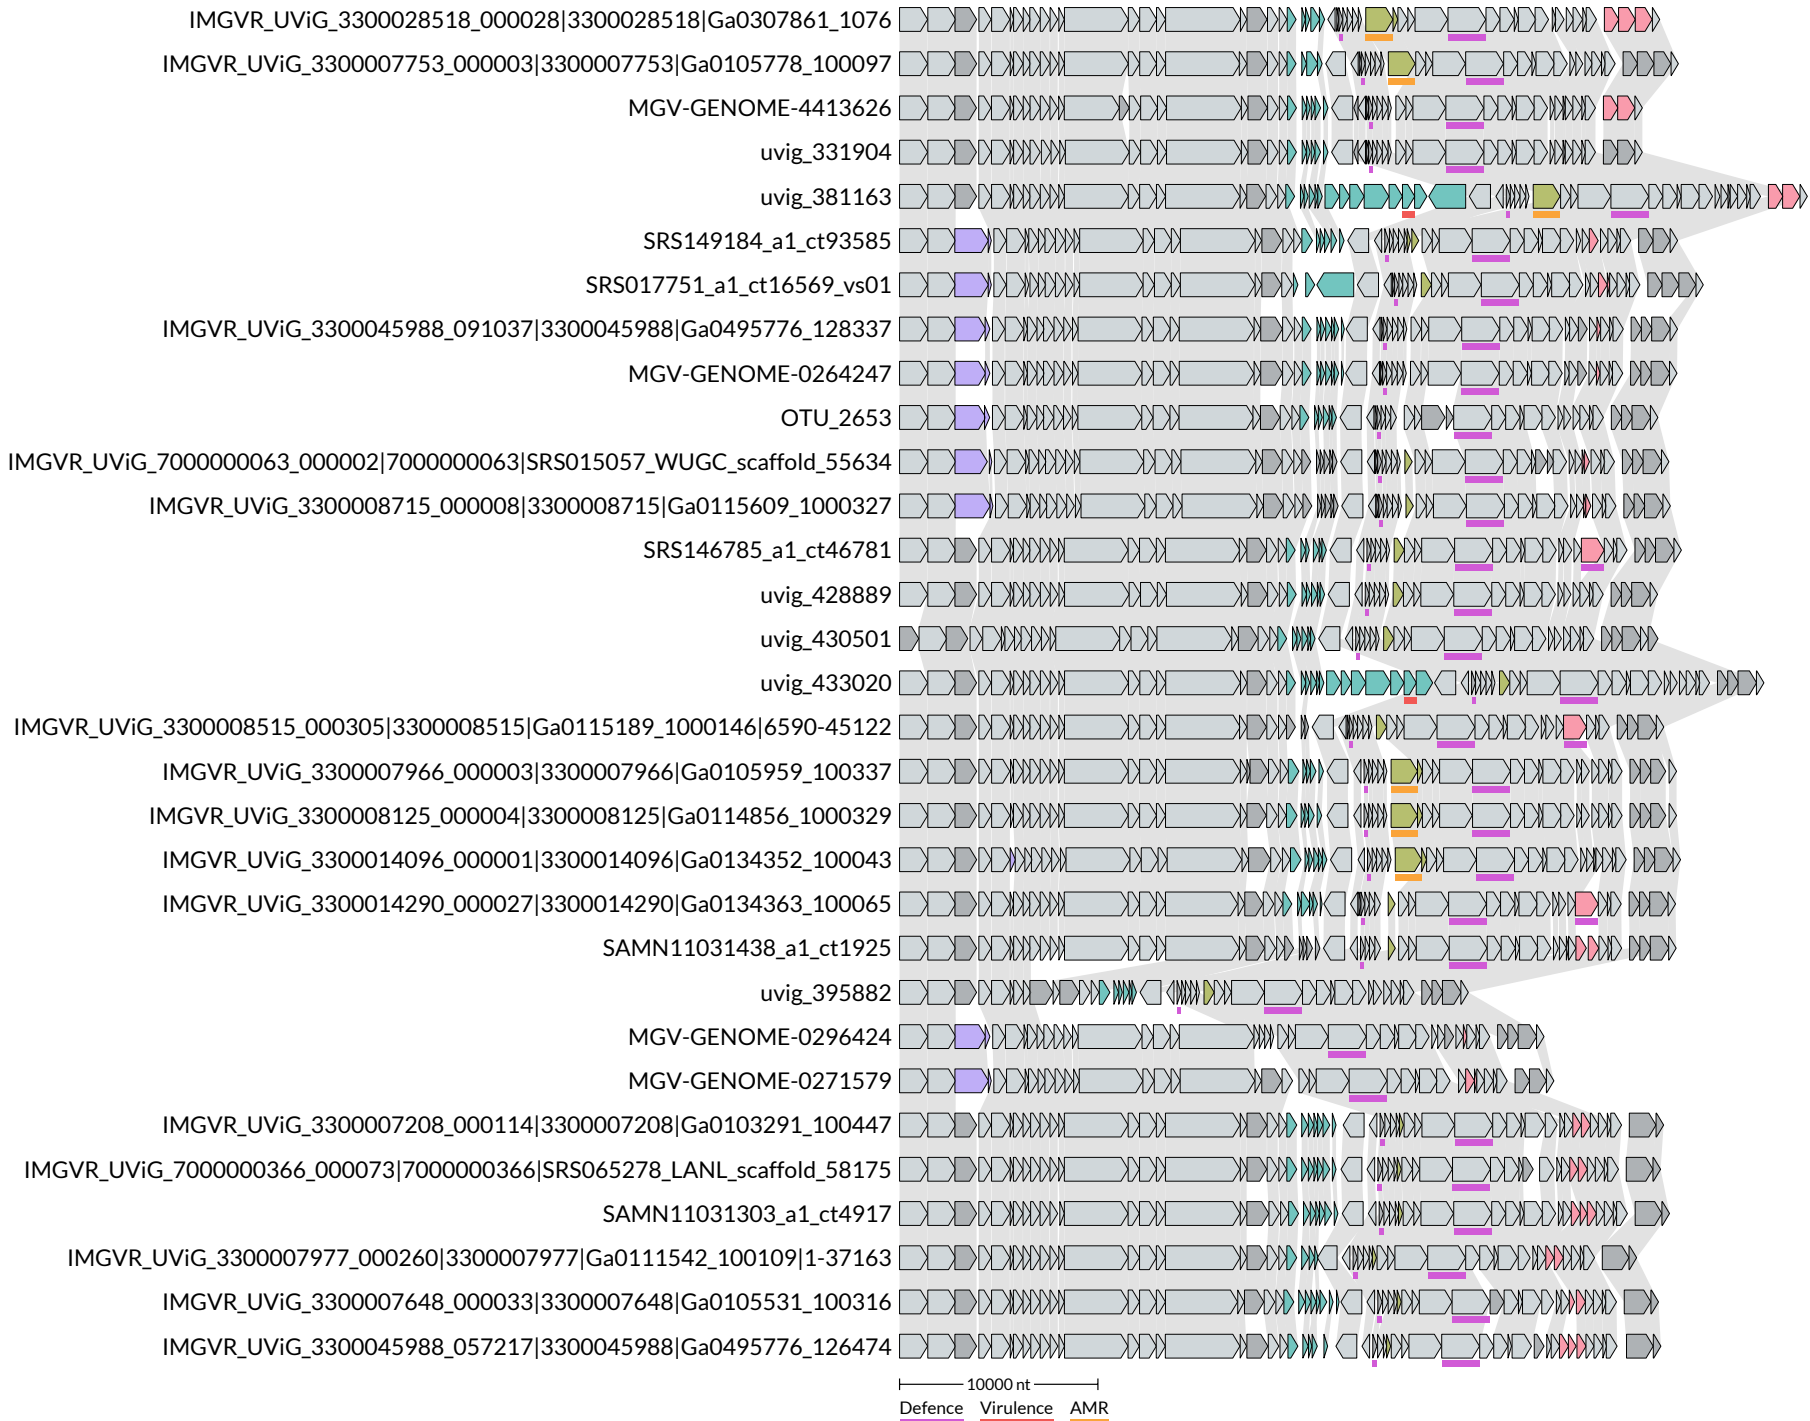 IMGVR_UViG_3300028518_000028|3300028518|Ga0307861_1076
IMGVR_UViG_3300007753_000003|3300007753|Ga0105778_100097
MGV-GENOME-4413626
uvig_331904
uvig_381163
SRS149184_a1_ct93585
SRS017751_a1_ct16569_vs01
IMGVR_UViG_3300045988_091037|3300045988|Ga0495776_128337
MGV-GENOME-0264247
OTU_2653
IMGVR_UViG_7000000063_000002|7000000063|SRS015057_WUGC_scaffold_55634
IMGVR_UViG_3300008715_000008|3300008715|Ga0115609_1000327
SRS146785_a1_ct46781
uvig_428889
uvig_430501
uvig_433020
IMGVR_UViG_3300008515_000305|3300008515|Ga0115189_1000146|6590-45122
IMGVR_UViG_3300007966_000003|3300007966|Ga0105959_100337
IMGVR_UViG_3300008125_000004|3300008125|Ga0114856_1000329
IMGVR_UViG_3300014096_000001|3300014096|Ga0134352_100043
IMGVR_UViG_3300014290_000027|3300014290|Ga0134363_100065
SAMN11031438_a1_ct1925
uvig_395882
MGV-GENOME-0296424
MGV-GENOME-0271579
IMGVR_UViG_3300007208_000114|3300007208|Ga0103291_100447
IMGVR_UViG_7000000366_000073|7000000366|SRS065278_LANL_scaffold_58175
SAMN11031303_a1_ct4917
IMGVR_UViG_3300007977_000260|3300007977|Ga0111542_100109|1-37163
IMGVR_UViG_3300007648_000033|3300007648|Ga0105531_100316
IMGVR_UViG_3300045988_057217|3300045988|Ga0495776_126474
10000 nt
Defence Virulence AMR